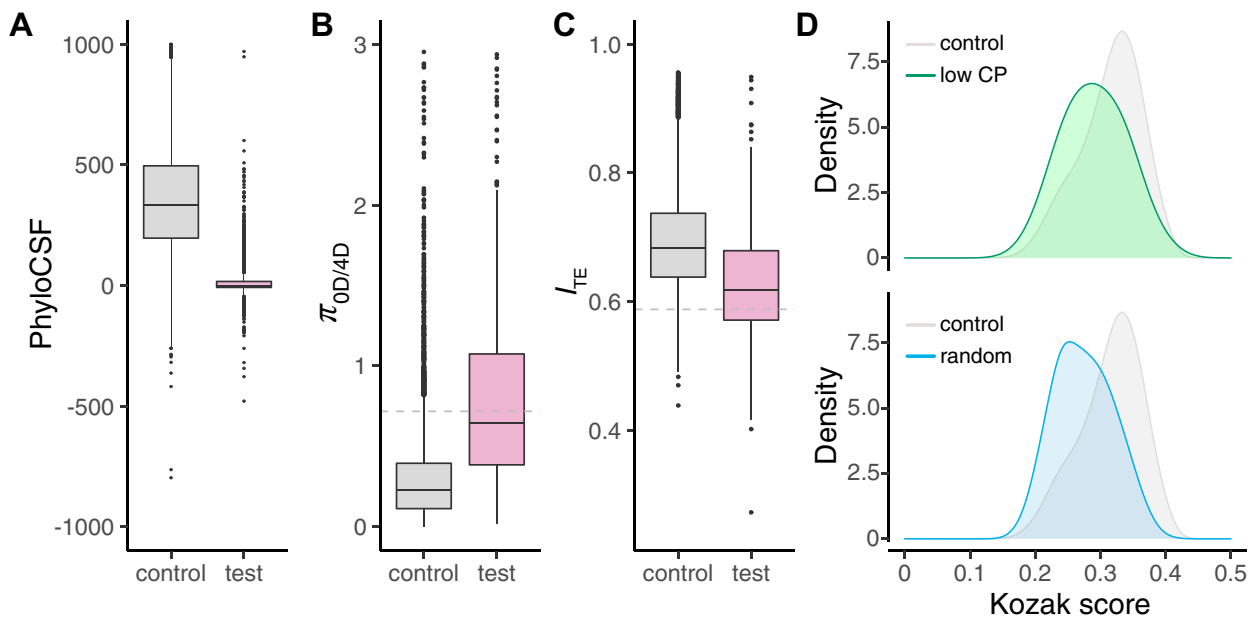 A
PhyloCSF
1000
500
0
-500
-1000
control test
B
π0D/4D
3
2
1
0
control test
C
ITE
1.0
0.8
0.6
0.4
control test
D
Density
7.5
5.0
2.5
0
control
low CP
Density
7.5
5.0
2.5
0
control
random
0 0.1 0.2 0.3 0.4 0.5
Kozak score